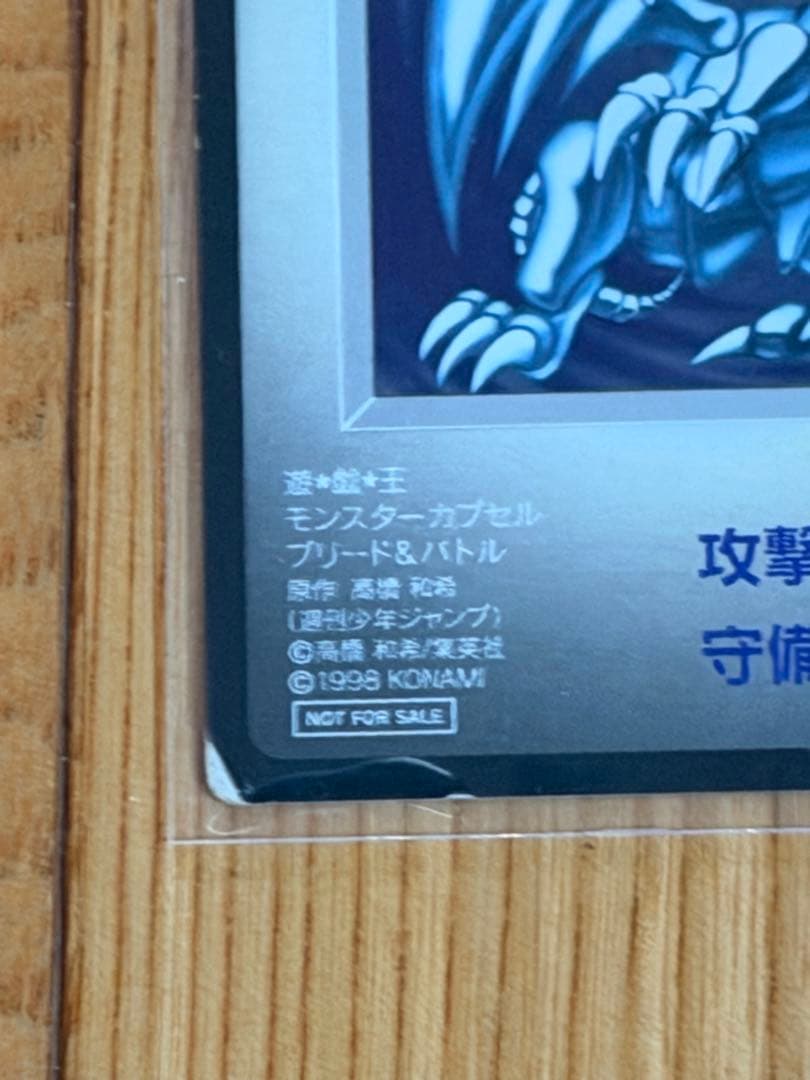 遊★戯★王
モンスターカプセル
ブリード&バトル
原作 高橋 和希
(週刊少年ジャンプ)
©高橋 和希/集英社
©1998 KONAMI
NOT FOR SALE
攻撃
守備